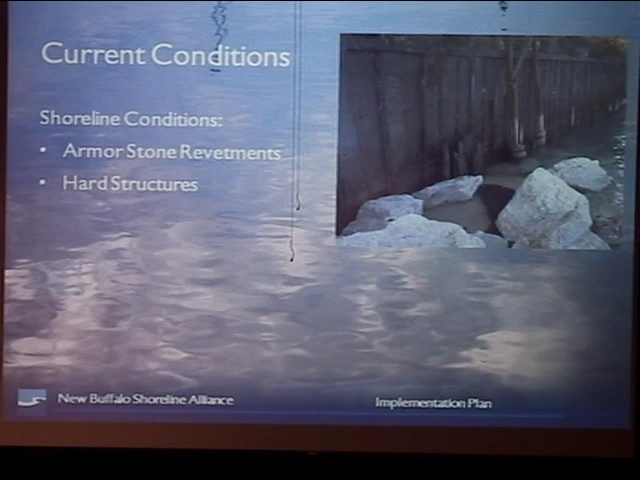 Current Conditions
Shoreline Conditions:
• Armor Stone Revetments
• Hard Structures
New Buffalo Shoreline Alliance
Implementation Plan